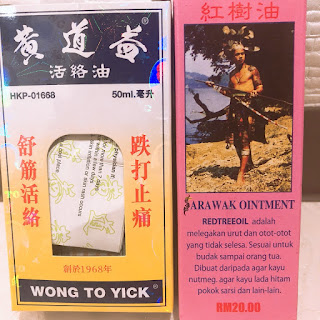 黃道益
活絡油
HKP-01668
50ml.毫升
跌打止痛
舒筋活絡
創於1968年
WONG TO YICK
紅樹油
ARAWAK OINTMENT
REDTREEOIL adalah
melegakan urut dan otot-otot
yang tidak selesa. Sesuai untuk
budak sampai orang tua.
Dibuat daripada agar kayu
nutmeg. agar kayu lada hitam
pokok sarsi dan lain-lain,
RM20.00